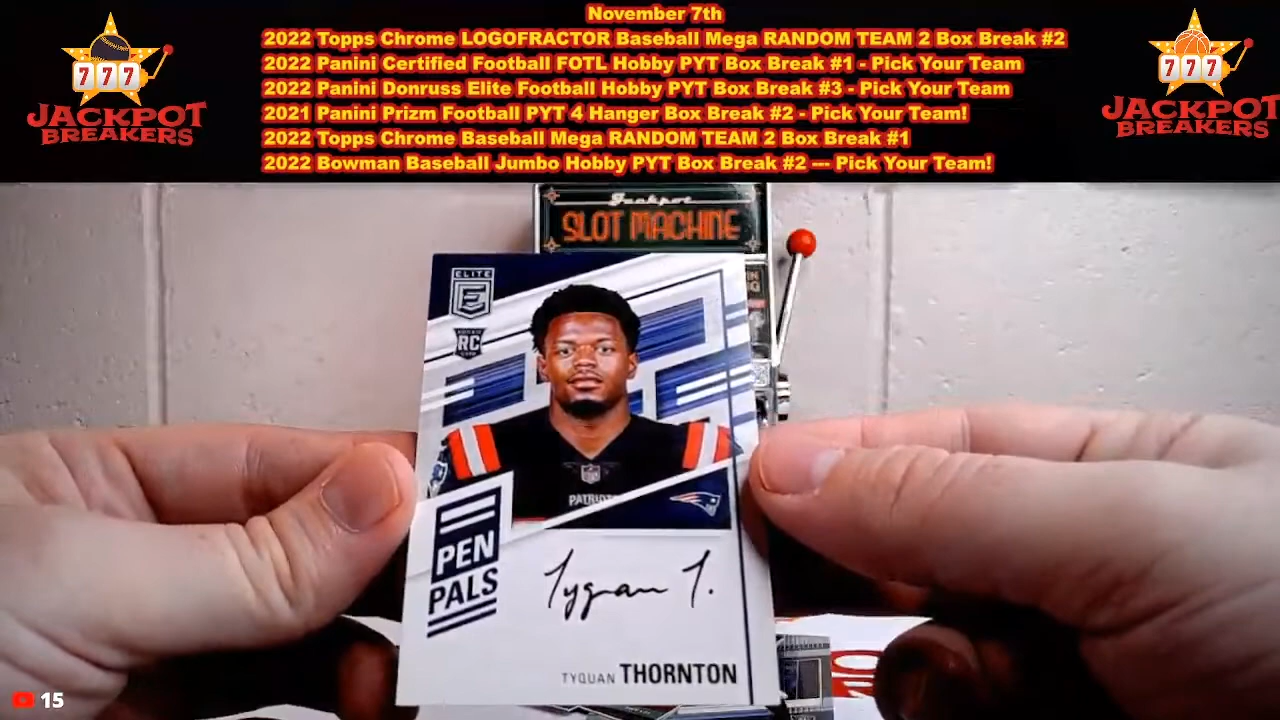 November 7th
2022 Topps Chrome LOGOFRACTOR Baseball Mega RANDOM TEAM 2 Box Break #2
2022 Panini Certified Football FOTL Hobby PYT Box Break #1 - Pick Your Team
2022 Panini Donruss Elite Football Hobby PYT Box Break #3 - Pick Your Team
2021 Panini Prizm Football PYT 4 Hanger Box Break #2 - Pick Your Team!
2022 Topps Chrome Baseball Mega RANDOM TEAM 2 Box Break #1
2022 Bowman Baseball Jumbo Hobby PYT Box Break #2 --- Pick Your Team!
777
JACKPOT
BREAKERS
777
JACKPOT
BREAKERS
Jackpot
SLOT MACHINE
ELITE
E
RC
NFL
PATRIOTS
PEN
PALS
Tyquan T.
TYQUAN THORNTON
15